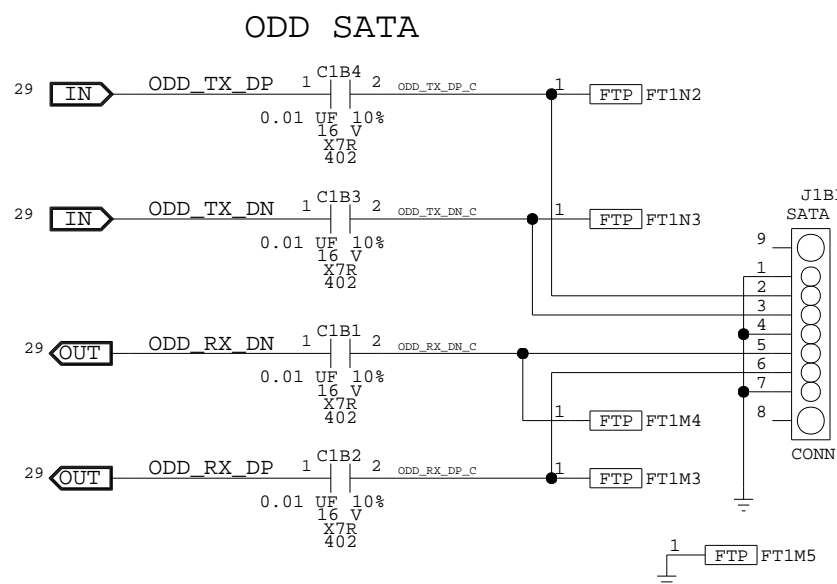 ODD SATA
29 IN ODD_TX_DP 1 C1B4 2 ODD_TX_DP_C 1 FTP FT1N2
0.01 UF 10%
16 V
X7R
402
29 IN ODD_TX_DN 1 C1B3 2 ODD_TX_DN_C 1 FTP FT1N3
0.01 UF 10%
16 V
X7R
402
J1B1
SATA
9
1
2
3
4
5
6
7
8
CONN
29 OUT ODD_RX_DN 1 C1B1 2 ODD_RX_DN_C
0.01 UF 10%
16 V
X7R
402
1 FTP FT1M4
29 OUT ODD_RX_DP 1 C1B2 2 ODD_RX_DP_C 1 FTP FT1M3
0.01 UF 10%
16 V
X7R
402
1 FTP FT1M5